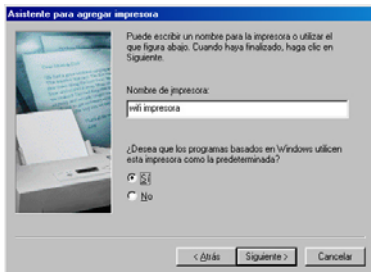 Asistente para agregar impresora
Puede escribir un nombre para la impresora o utilizar el
que figura abajo. Cuando haya finalizado, haga clic en
Siguiente.
Nombre de impresora:
wifi impresora
¿Desea que los programas basados en Windows utilicen
esta impresora como la predeterminada?
Sí
No
< Atrás Siguiente > Cancelar